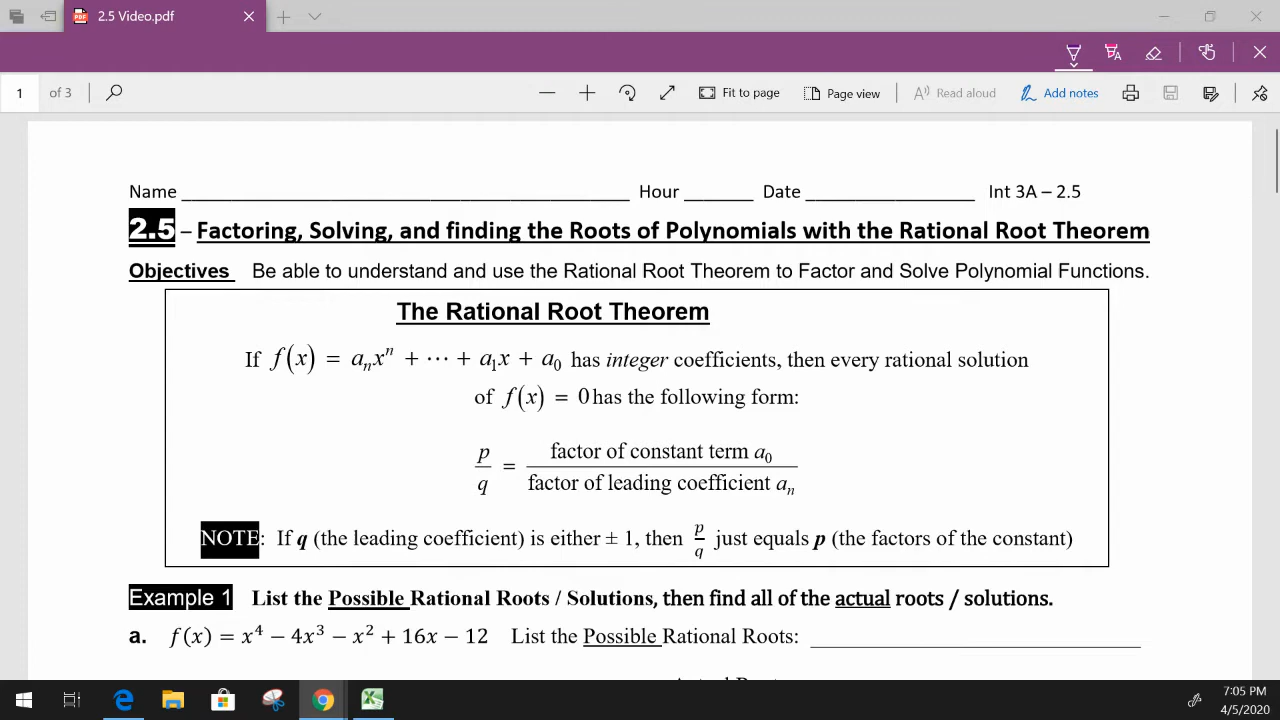 2.5 Video.pdf
1 of 3 Fit to page Page view Read aloud Add notes
Name ________ Hour ________ Date ________ Int 3A – 2.5
2.5 – Factoring, Solving, and finding the Roots of Polynomials with the Rational Root Theorem
Objectives Be able to understand and use the Rational Root Theorem to Factor and Solve Polynomial Functions.
The Rational Root Theorem
If f(x) = aₙxⁿ + ⋯ + a₁x + a₀ has integer coefficients, then every rational solution
of f(x) = 0 has the following form:
p/q = factor of constant term a₀ / factor of leading coefficient aₙ
NOTE: If q (the leading coefficient) is either ± 1, then p/q just equals p (the factors of the constant)
Example 1 List the Possible Rational Roots / Solutions, then find all of the actual roots / solutions.
a. f(x) = x⁴ − 4x³ − x² + 16x − 12 List the Possible Rational Roots: ________
7:05 PM
4/5/2020